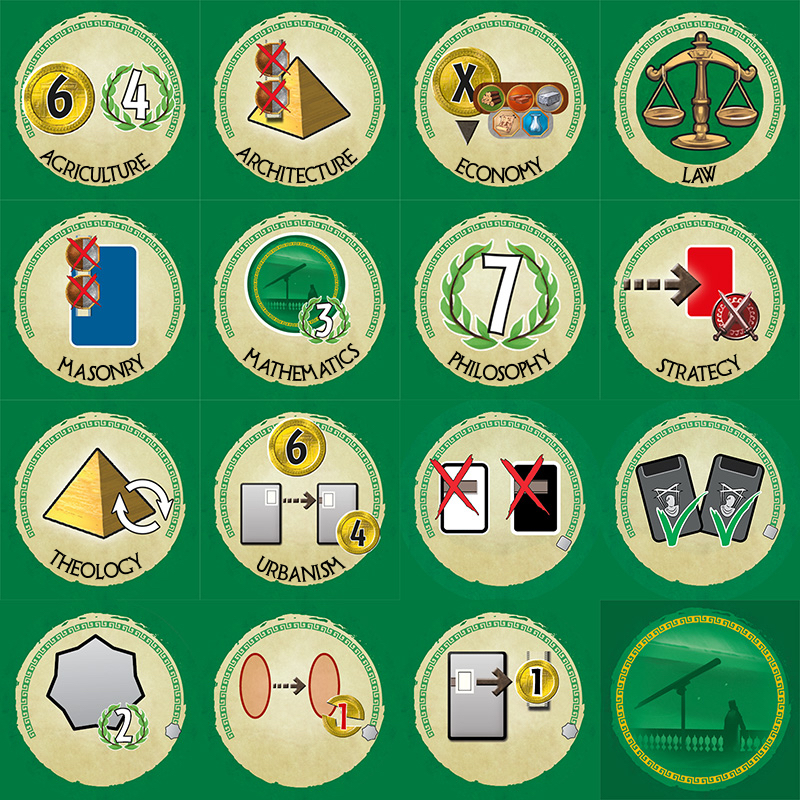 6 4
AGRICULTURE
ARCHITECTURE
X
ECONOMY
LAW
MASONRY
3
MATHEMATICS
7
PHILOSOPHY
STRATEGY
THEOLOGY
6
4
URBANISM
2
1
1